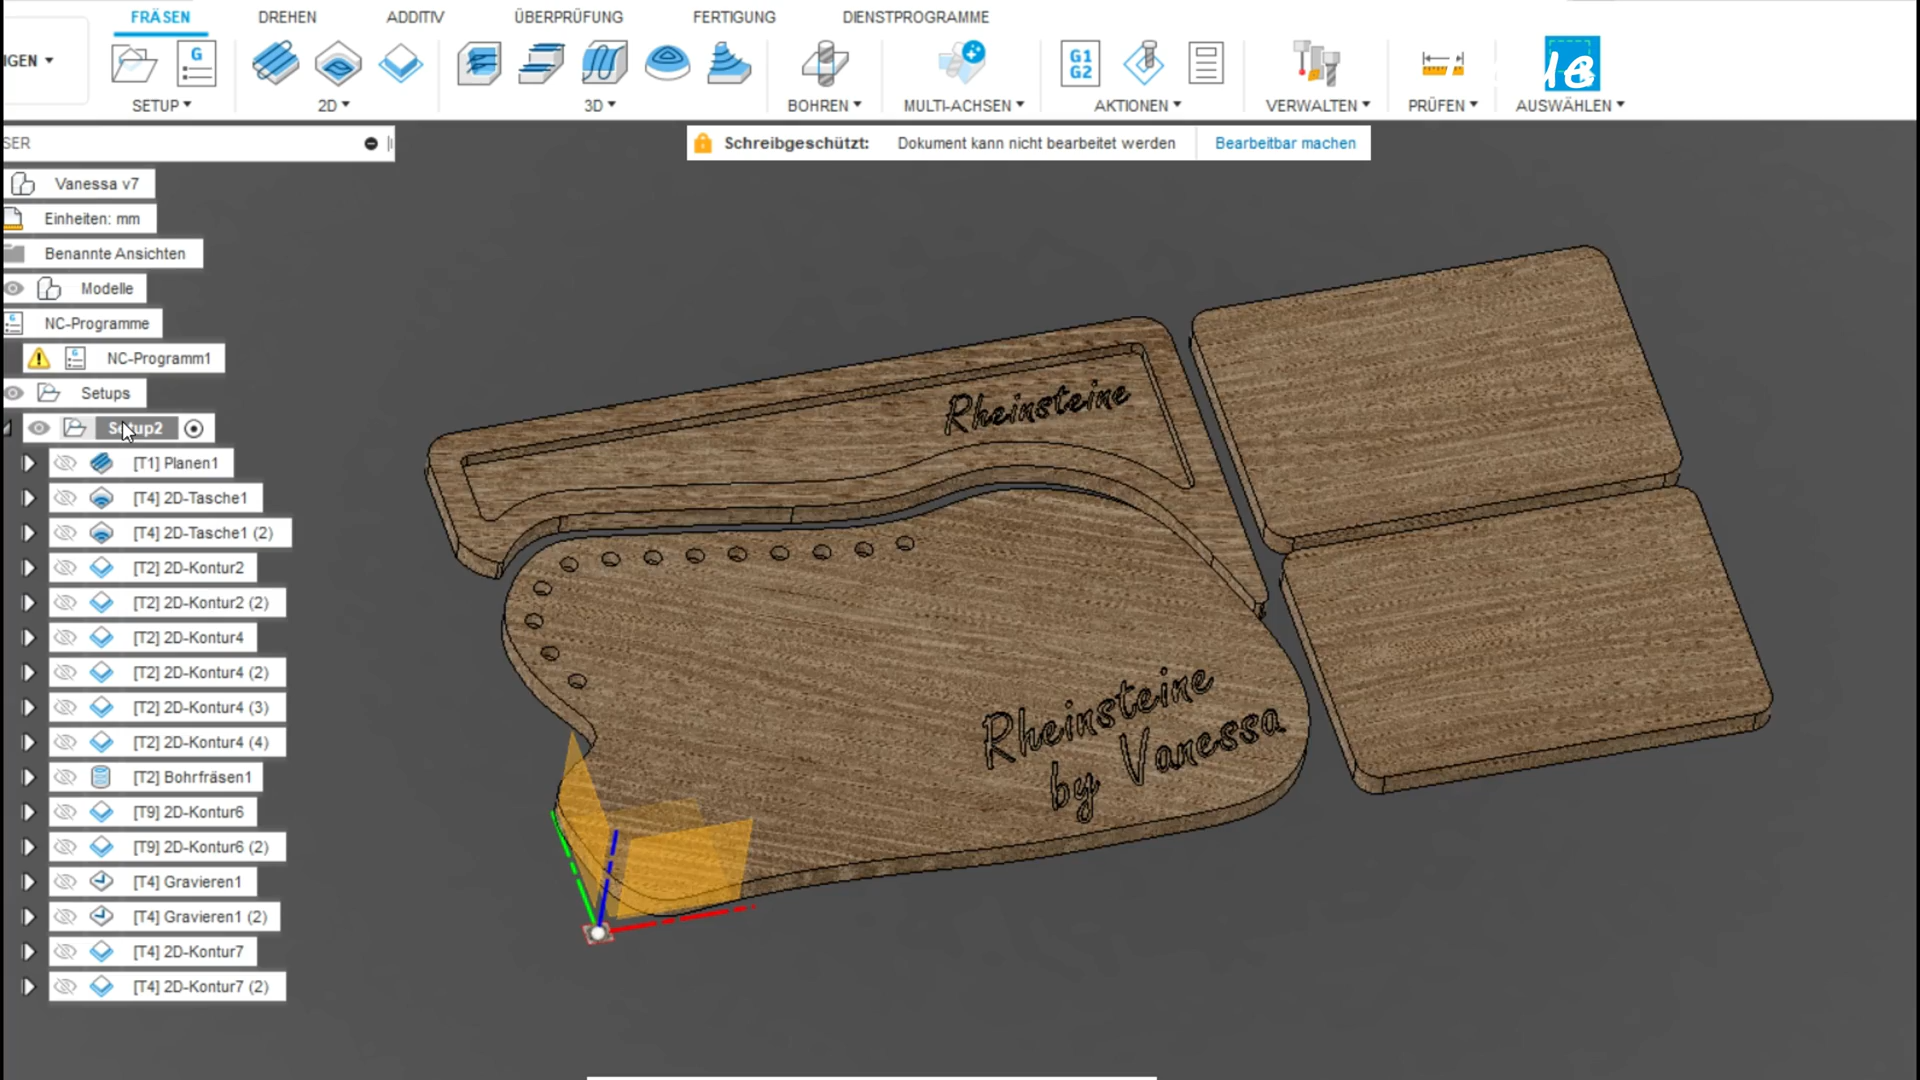 FRÄSEN DREHEN ADDITIV ÜBERPRÜFUNG FERTIGUNG DIENSTPROGRAMME
IGEN
G
G1
G2
SETUP 2D 3D BOHREN MULTI-ACHSEN AKTIONEN VERWALTEN PRÜFEN AUSWÄHLEN
SER
Schreibgeschützt: Dokument kann nicht bearbeitet werden Bearbeitbar machen
Vanessa v7
Einheiten: mm
Benannte Ansichten
Modelle
NC-Programme
NC-Programm1
Setups
Setup2
[T1] Planen1
[T4] 2D-Tasche1
[T4] 2D-Tasche1 (2)
[T2] 2D-Kontur2
[T2] 2D-Kontur2 (2)
[T2] 2D-Kontur4
[T2] 2D-Kontur4 (2)
[T2] 2D-Kontur4 (3)
[T2] 2D-Kontur4 (4)
[T2] Bohrfräsen1
[T9] 2D-Kontur6
[T9] 2D-Kontur6 (2)
[T4] Gravieren1
[T4] Gravieren1 (2)
[T4] 2D-Kontur7
[T4] 2D-Kontur7 (2)
Rheinsteine
Rheinsteine
by Vanessa